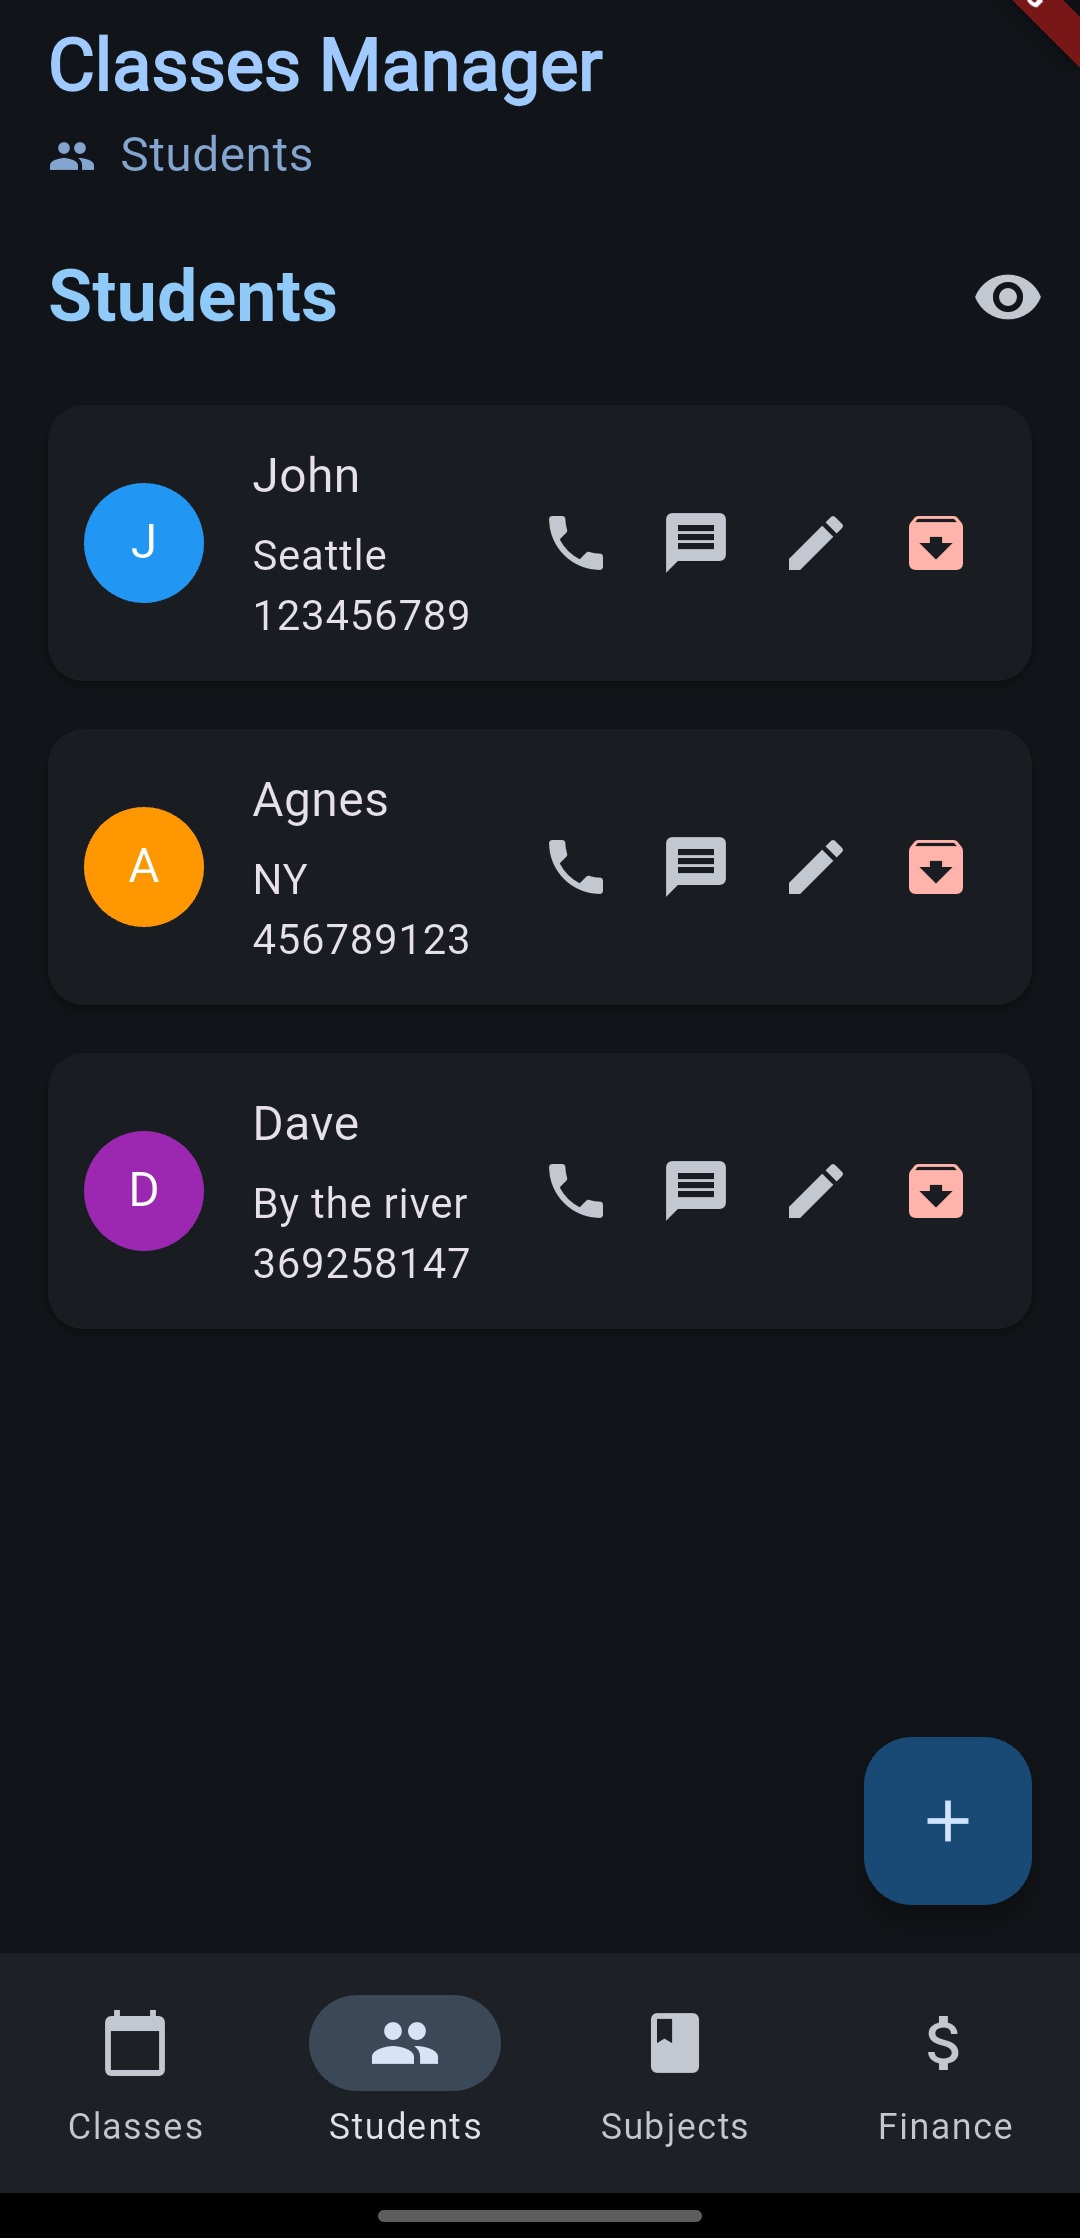 Classes Manager
Students
Students
J
John
Seattle
123456789
A
Agnes
NY
456789123
D
Dave
By the river
369258147
Classes
Students
Subjects
Finance